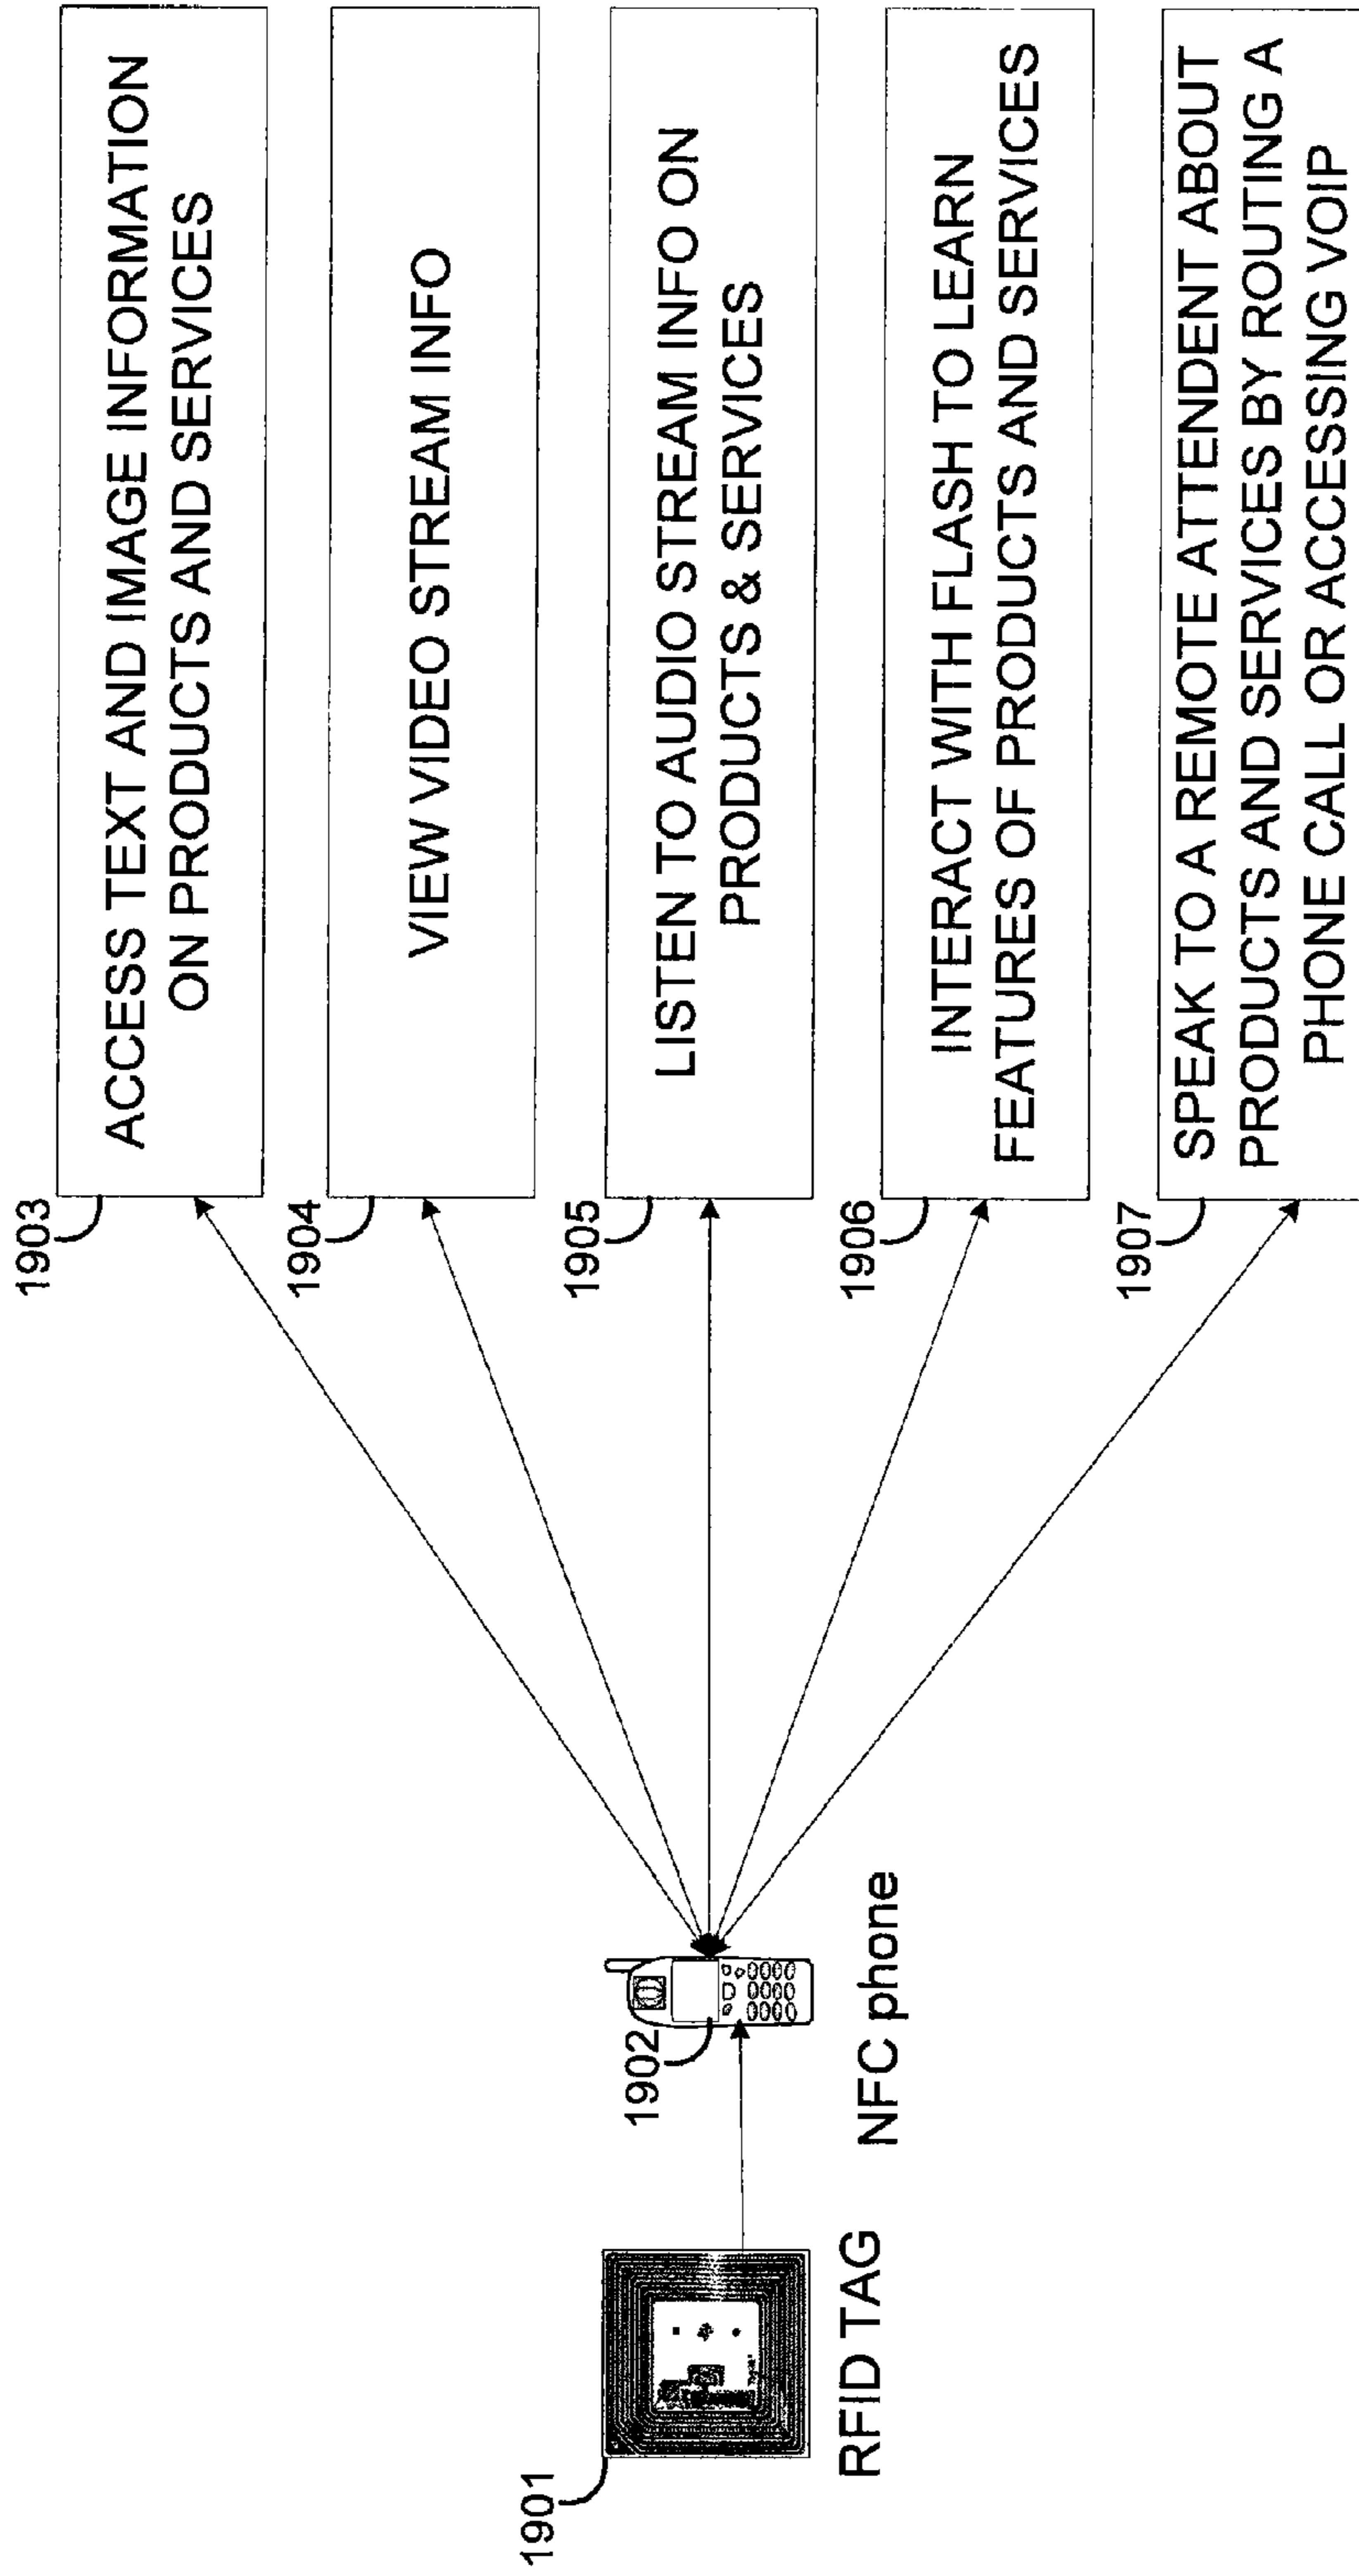 1903
ACCESS TEXT AND IMAGE INFORMATION
ON PRODUCTS AND SERVICES
1904
VIEW VIDEO STREAM INFO
1905
LISTEN TO AUDIO STREAM INFO ON
PRODUCTS & SERVICES
1906
INTERACT WITH FLASH TO LEARN
FEATURES OF PRODUCTS AND SERVICES
1907
SPEAK TO A REMOTE ATTENDENT ABOUT
PRODUCTS AND SERVICES BY ROUTING A
PHONE CALL OR ACCESSING VOIP
1901
RFID TAG
1902
NFC phone